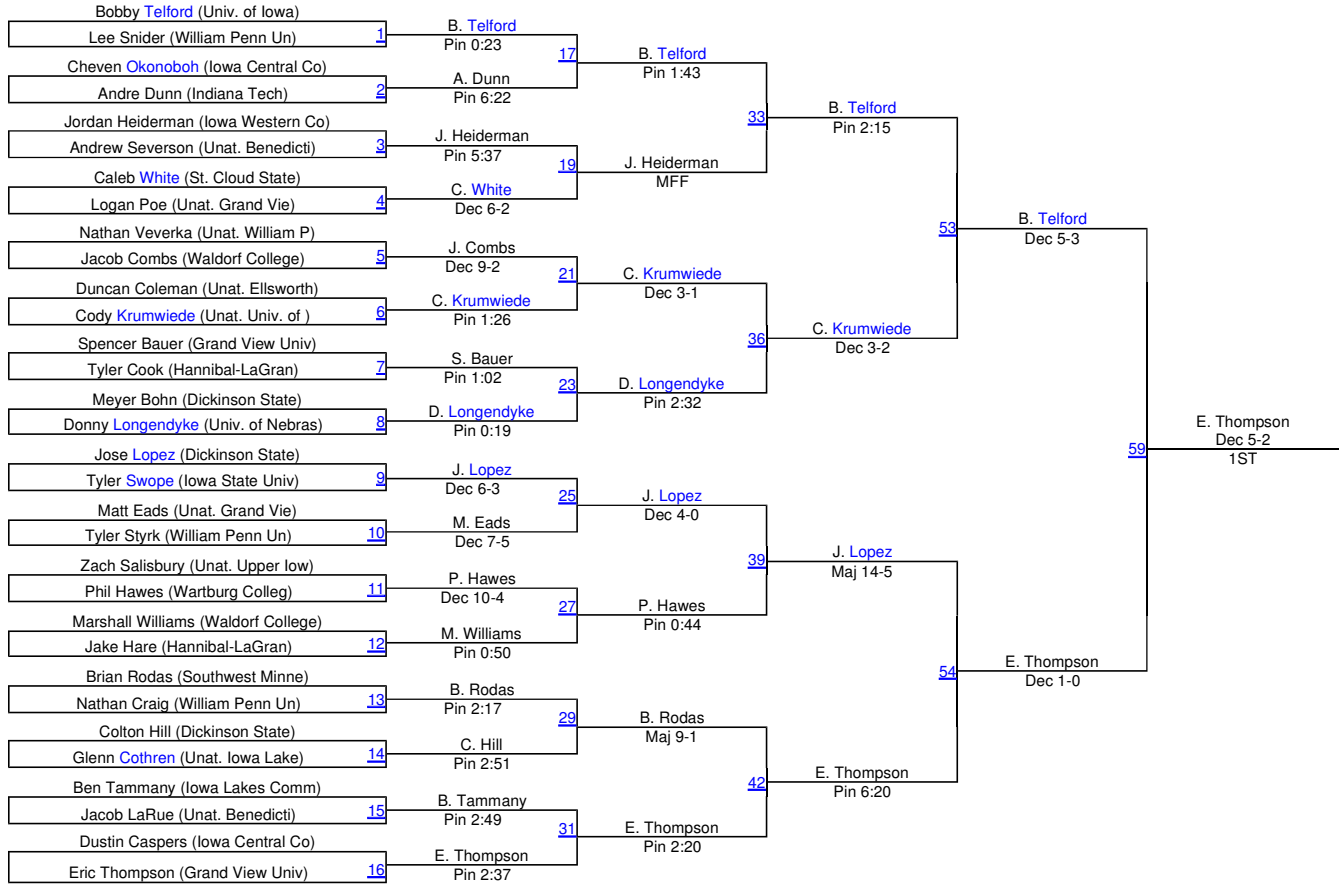 Bobby Telford (Univ. of Iowa)
Lee Snider (William Penn Un)
1
Cheven Okonoboh (Iowa Central Co)
Andre Dunn (Indiana Tech)
2
Jordan Heiderman (Iowa Western Co)
Andrew Severson (Unat. Benedicti)
3
Caleb White (St. Cloud State)
Logan Poe (Unat. Grand Vie)
4
Nathan Veverka (Unat. William P)
Jacob Combs (Waldorf College)
5
Duncan Coleman (Unat. Ellsworth)
Cody Krumwiede (Unat. Univ. of )
6
Spencer Bauer (Grand View Univ)
Tyler Cook (Hannibal-LaGran)
7
Meyer Bohn (Dickinson State)
Donny Longendyke (Univ. of Nebras)
8
Jose Lopez (Dickinson State)
Tyler Swope (Iowa State Univ)
9
Matt Eads (Unat. Grand Vie)
Tyler Styrk (William Penn Un)
10
Zach Salisbury (Unat. Upper Iow)
Phil Hawes (Wartburg Colleg)
11
Marshall Williams (Waldorf College)
Jake Hare (Hannibal-LaGran)
12
Brian Rodas (Southwest Minne)
Nathan Craig (William Penn Un)
13
Colton Hill (Dickinson State)
Glenn Cothren (Unat. Iowa Lake)
14
Ben Tammany (Iowa Lakes Comm)
Jacob LaRue (Unat. Benedicti)
15
Dustin Caspers (Iowa Central Co)
Eric Thompson (Grand View Univ)
16
B. Telford
Pin 0:23
17
A. Dunn
Pin 6:22
J. Heiderman
Pin 5:37
19
C. White
Dec 6-2
J. Combs
Dec 9-2
21
C. Krumwiede
Pin 1:26
S. Bauer
Pin 1:02
23
D. Longendyke
Pin 0:19
J. Lopez
Dec 6-3
25
M. Eads
Dec 7-5
P. Hawes
Dec 10-4
27
M. Williams
Pin 0:50
B. Rodas
Pin 2:17
29
C. Hill
Pin 2:51
B. Tammany
Pin 2:49
31
E. Thompson
Pin 2:37
B. Telford
Pin 1:43
33
J. Heiderman
MFF
C. Krumwiede
Dec 3-1
36
D. Longendyke
Pin 2:32
J. Lopez
Dec 4-0
39
P. Hawes
Pin 0:44
B. Rodas
Maj 9-1
42
E. Thompson
Pin 2:20
B. Telford
Pin 2:15
53
C. Krumwiede
Dec 3-2
J. Lopez
Maj 14-5
54
E. Thompson
Pin 6:20
B. Telford
Dec 5-3
59
E. Thompson
Dec 1-0
E. Thompson
Dec 5-2
1ST